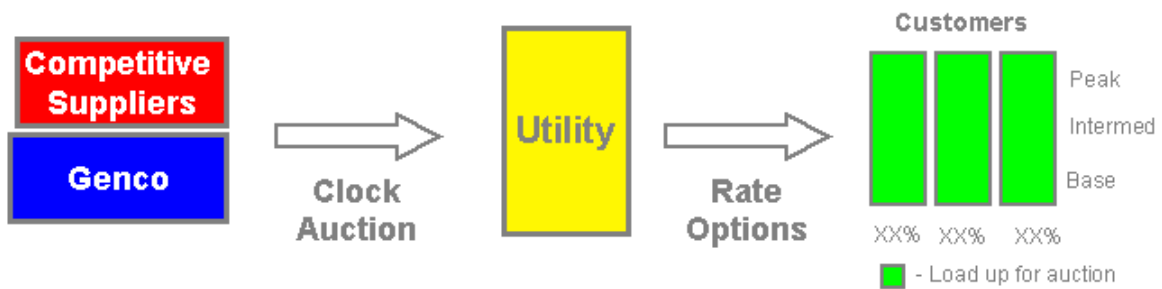 Competitive
Suppliers
Genco
Clock
Auction
Utility
Rate
Options
Customers
Peak
Intermed
Base
XX% XX% XX%
- Load up for auction